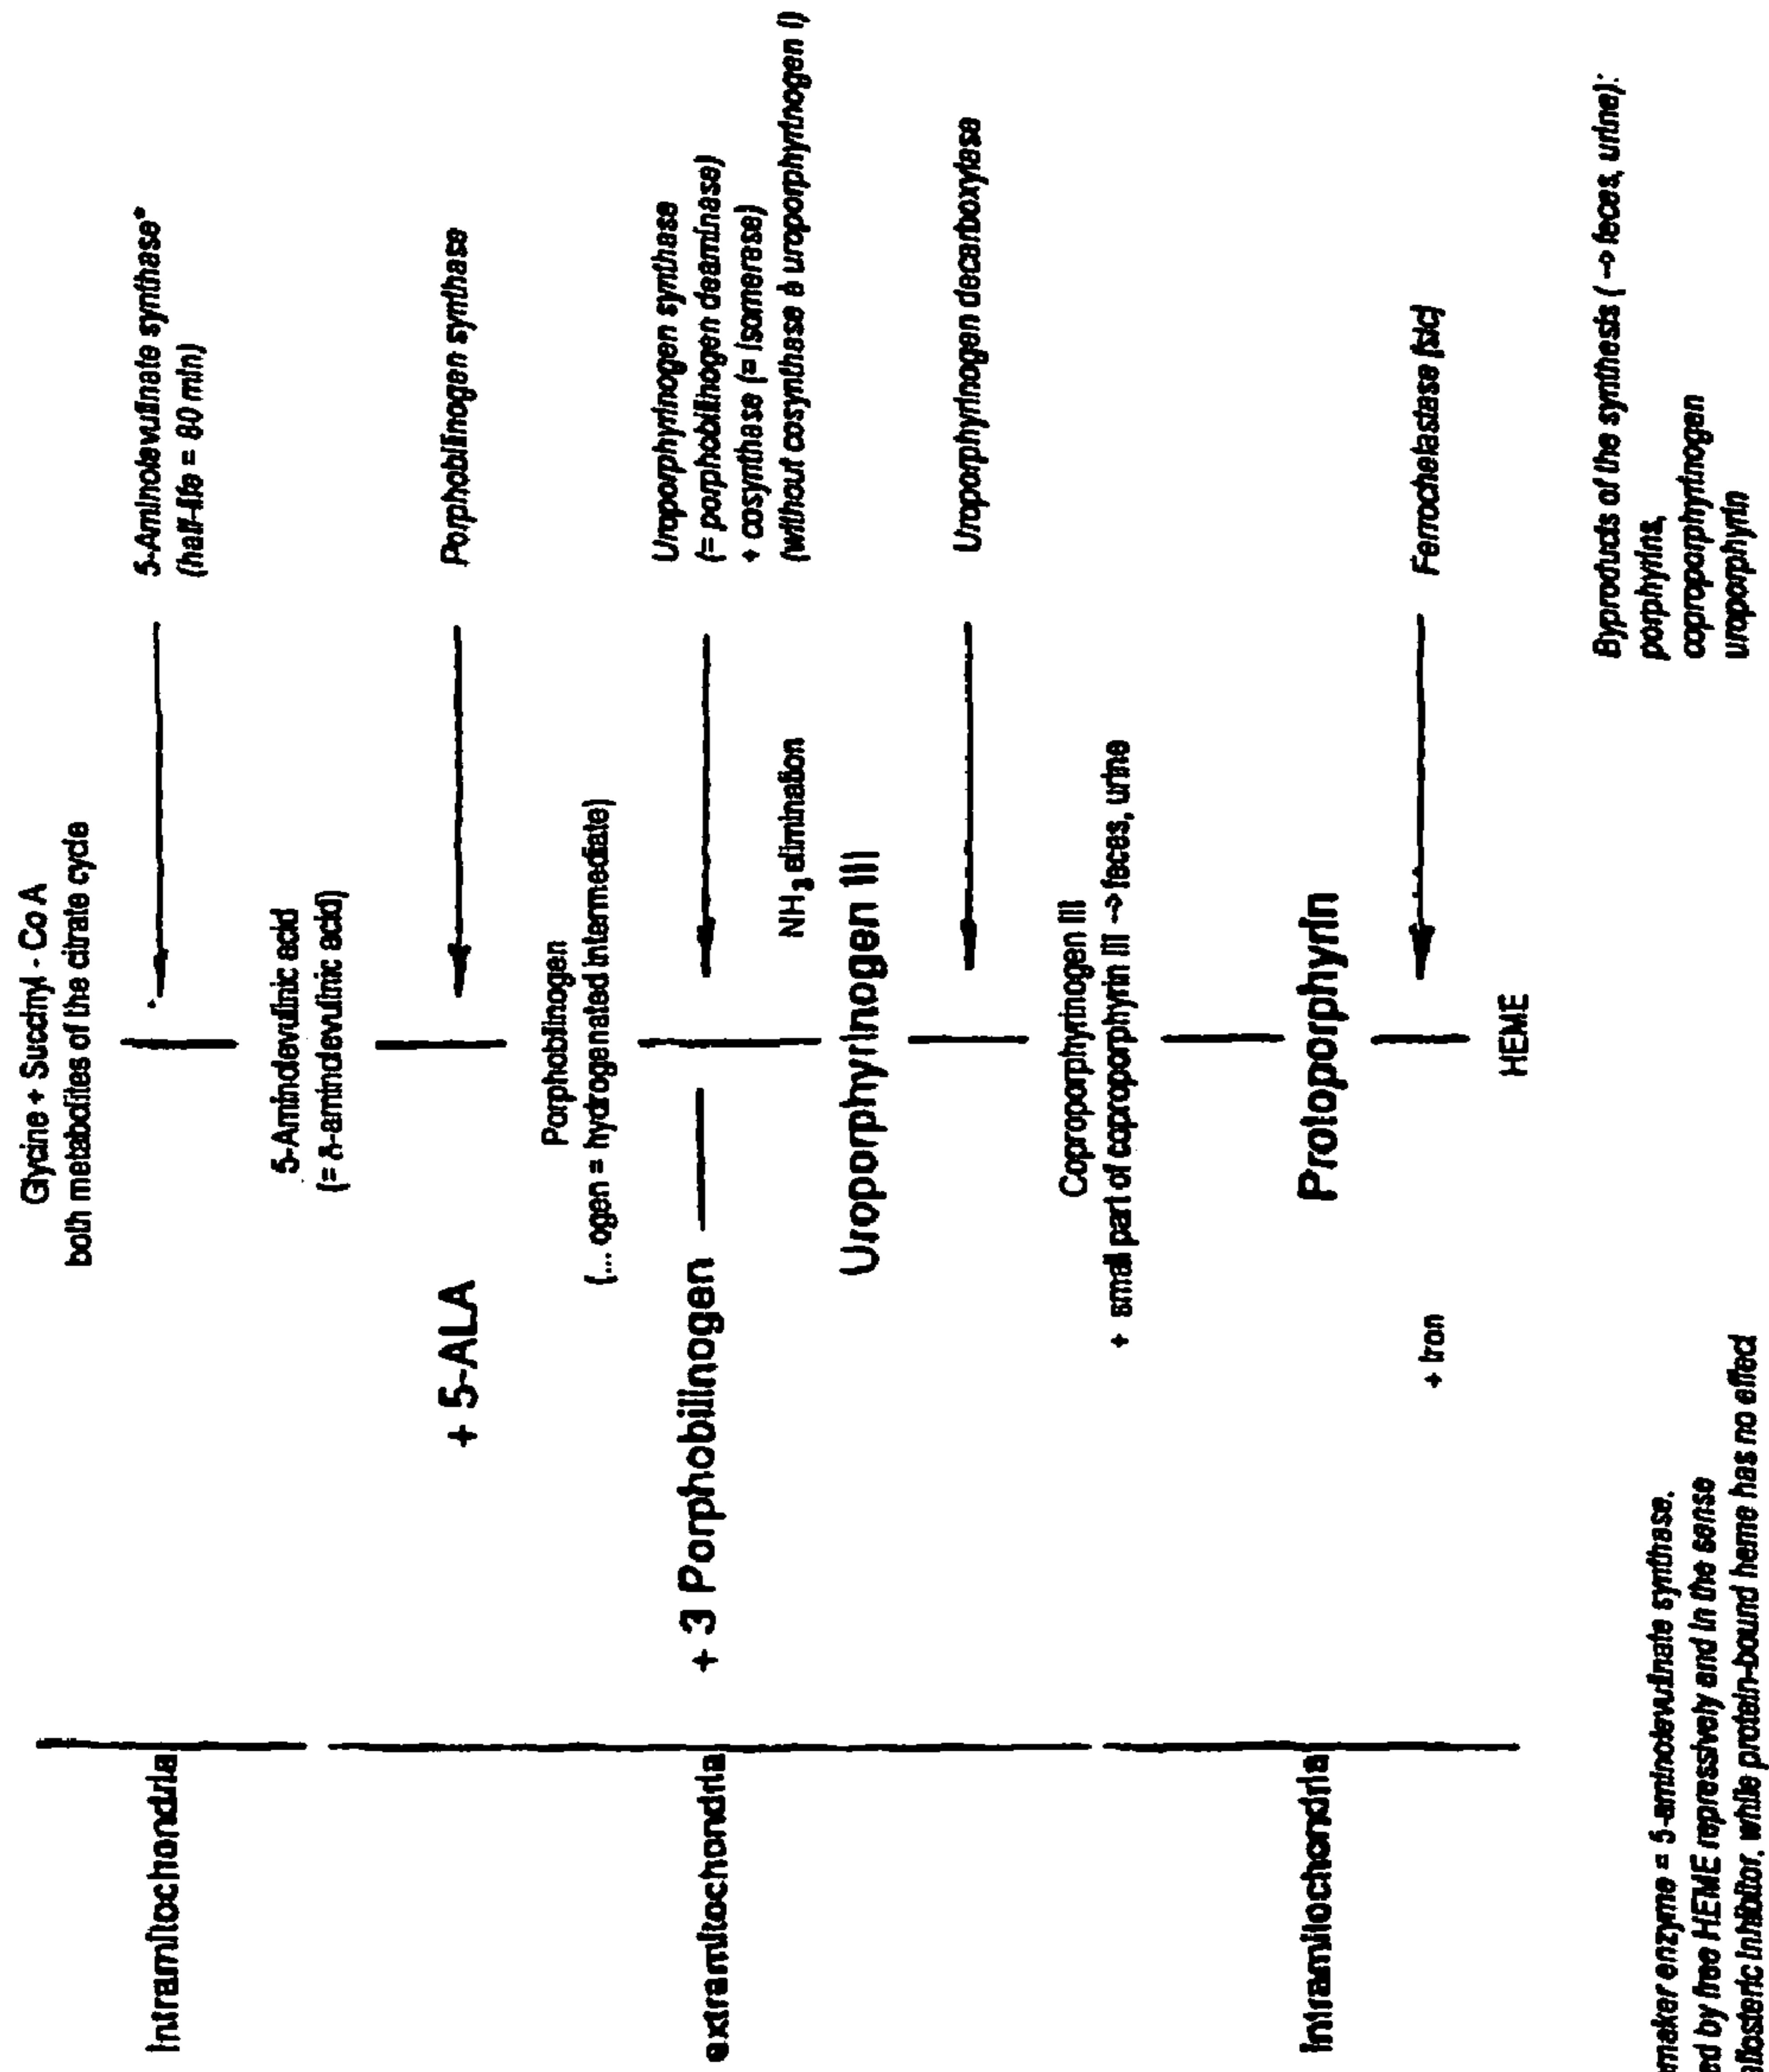 Glycine + Succinyl - Co A
both metabolites of the citrate cycle
5-Aminolevulinate synthase*
(half-life = 80 min)
Intramitochondria
5-Aminolevulinic acid
(= δ-aminolevulinic acid)
+ 5-ALA
Porphobilinogen synthase
Porphobilinogen
(... ogen = hydrogenated intermediate)
extramitochondria
+ 3 Porphobilinogen
Uroporphyrinogen synthase
(= porphobilinogen deaminase)
+ cosynthase (= isomerase)
(without cosynthase è uroporphyrinogen I)
NH3 elimination
Uroporphyrinogen III
Uroporphyrinogen decarboxylase
Coproporphyrinogen III
+ small part of coproporphyrin III -> feces, urine
Protoporphyrin
Intramitochondria
+ Iron
Ferrochelastase [sic]
HEME
Byproducts of the synthesis ( -> feces, urine):
porphyrins,
coproporphyrinogen
uroporphyrin
maker enzyme = 5-aminolevulinate synthase.
ed by free HEME repressively and in the sense
allosteric inhibitor, while protein-bound heme has no effect